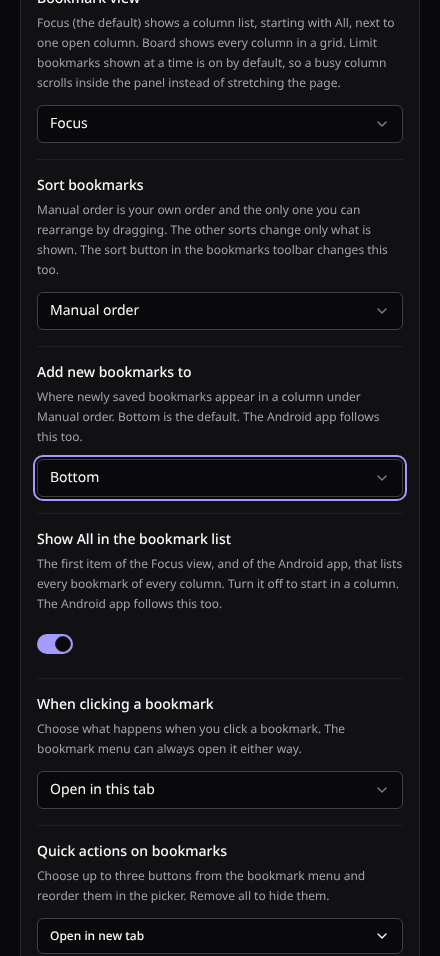 Bookmark view
Focus (the default) shows a column list, starting with All, next to
one open column. Board shows every column in a grid. Limit
bookmarks shown at a time is on by default, so a busy column
scrolls inside the panel instead of stretching the page.
Focus
Sort bookmarks
Manual order is your own order and the only one you can
rearrange by dragging. The other sorts change only what is
shown. The sort button in the bookmarks toolbar changes this
too.
Manual order
Add new bookmarks to
Where newly saved bookmarks appear in a column under
Manual order. Bottom is the default. The Android app follows
this too.
Bottom
Show All in the bookmark list
The first item of the Focus view, and of the Android app, that lists
every bookmark of every column. Turn it off to start in a column.
The Android app follows this too.
When clicking a bookmark
Choose what happens when you click a bookmark. The
bookmark menu can always open it either way.
Open in this tab
Quick actions on bookmarks
Choose up to three buttons from the bookmark menu and
reorder them in the picker. Remove all to hide them.
Open in new tab